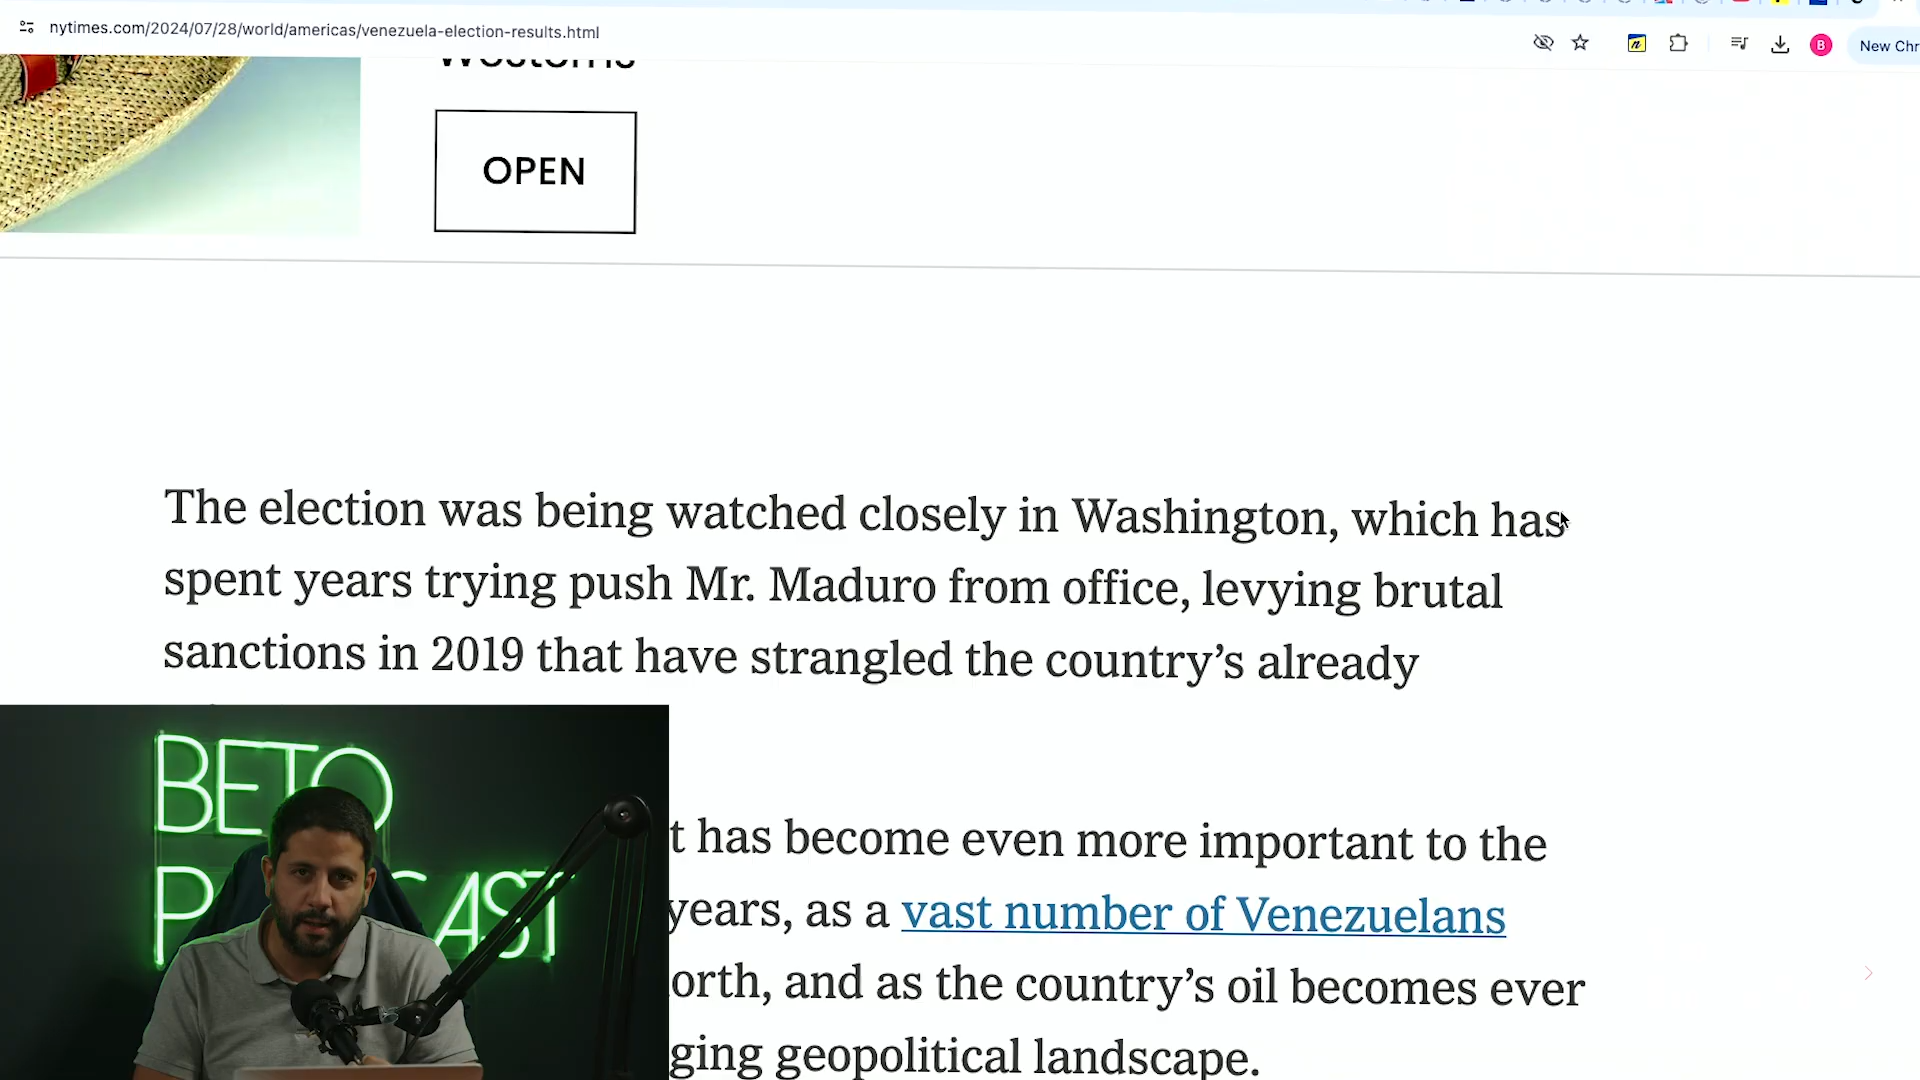 nytimes.com/2024/07/28/world/americas/venezuela-election-results.html
B
New Chr
OPEN
The election was being watched closely in Washington, which has
spent years trying push Mr. Maduro from office, levying brutal
sanctions in 2019 that have strangled the country’s already
t has become even more important to the
years, as a vast number of Venezuelans
orth, and as the country’s oil becomes ever
ging geopolitical landscape.
BETO
P CAST